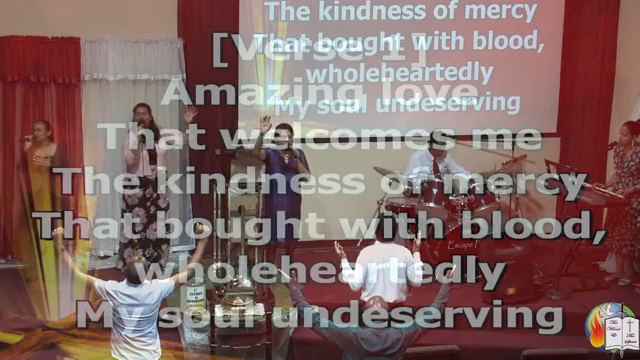 The kindness of mercy
That bought with blood,
wholeheartedly
My soul undeserving
[Verse 1]
Amazing love
That welcomes me
The kindness of mercy
That bought with blood,
wholeheartedly
My soul undeserving
Escape!